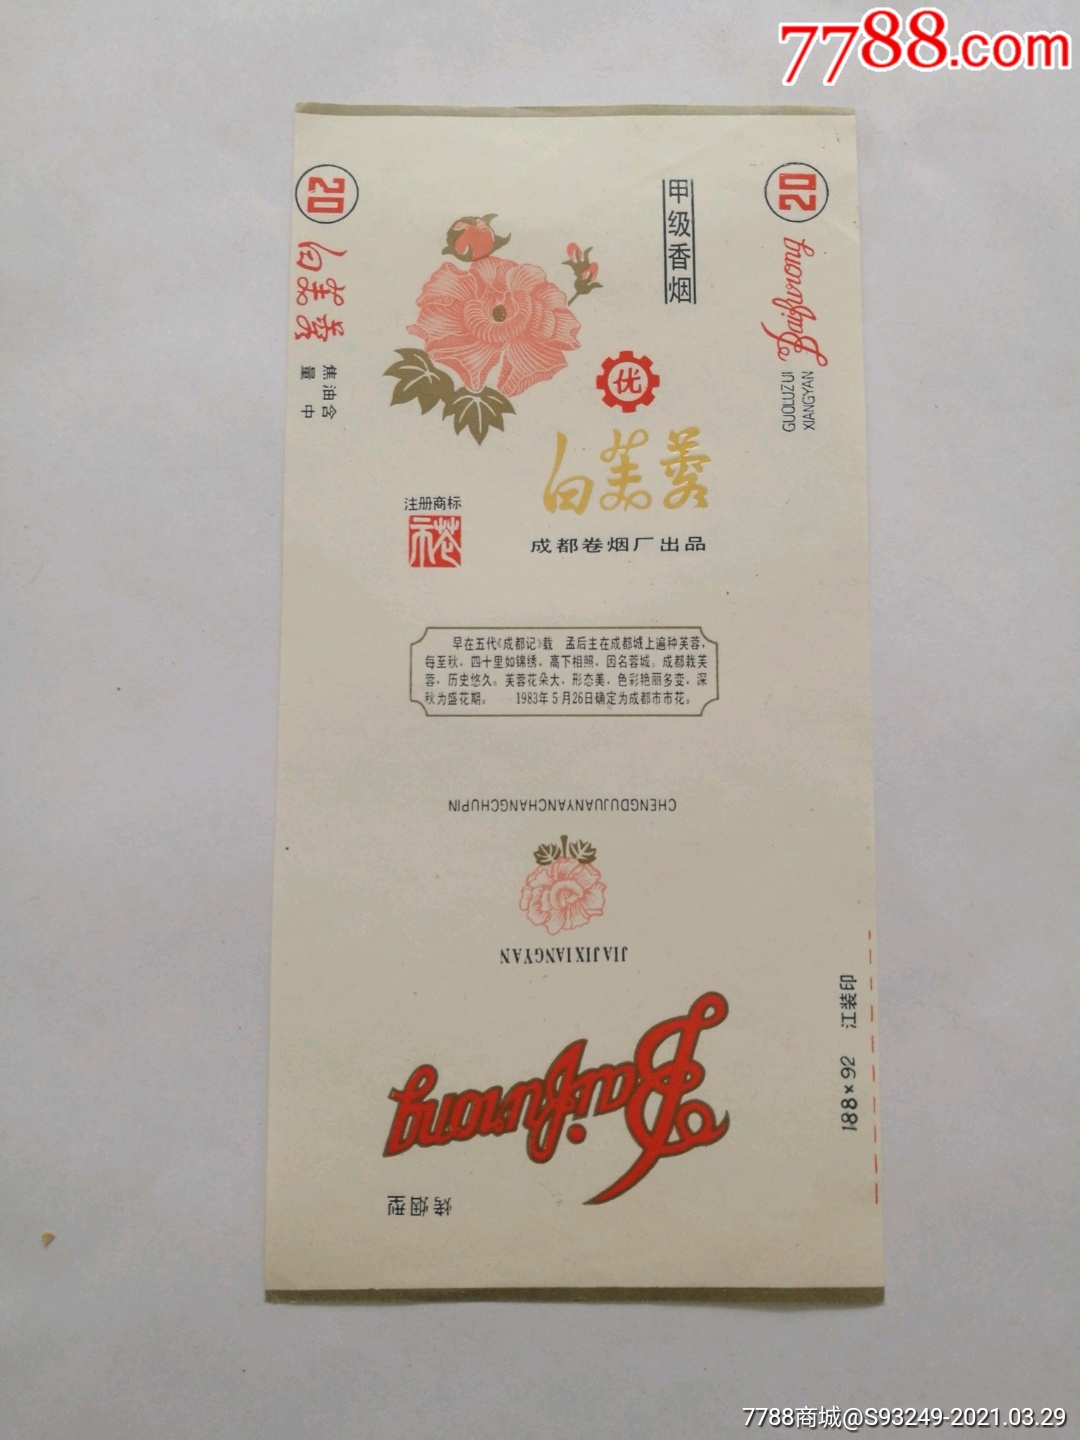 7788.com
20
白芙蓉
焦油含
量 中
甲级香烟
20
Baifurong
GUOLUZUI
XIANGYAN
优
白芙蓉
注册商标
市花
成都卷烟厂出品
早在五代《成都记》载 孟后主在成都城上遍种芙蓉,
每至秋、四十里如锦绣,高下相照,因名蓉城。成都栽芙
蓉,历史悠久。芙蓉花朵大、形态美,色彩艳丽多变,深
秋为盛花期。 1983年5月26日确定为成都市市花。
CHENGDUJUANYANCHANGCHUPIN
JIAJIXIANGYAN
Baifurong
烤烟型
188×92 江装印
7788商城@S93249-2021.03.29